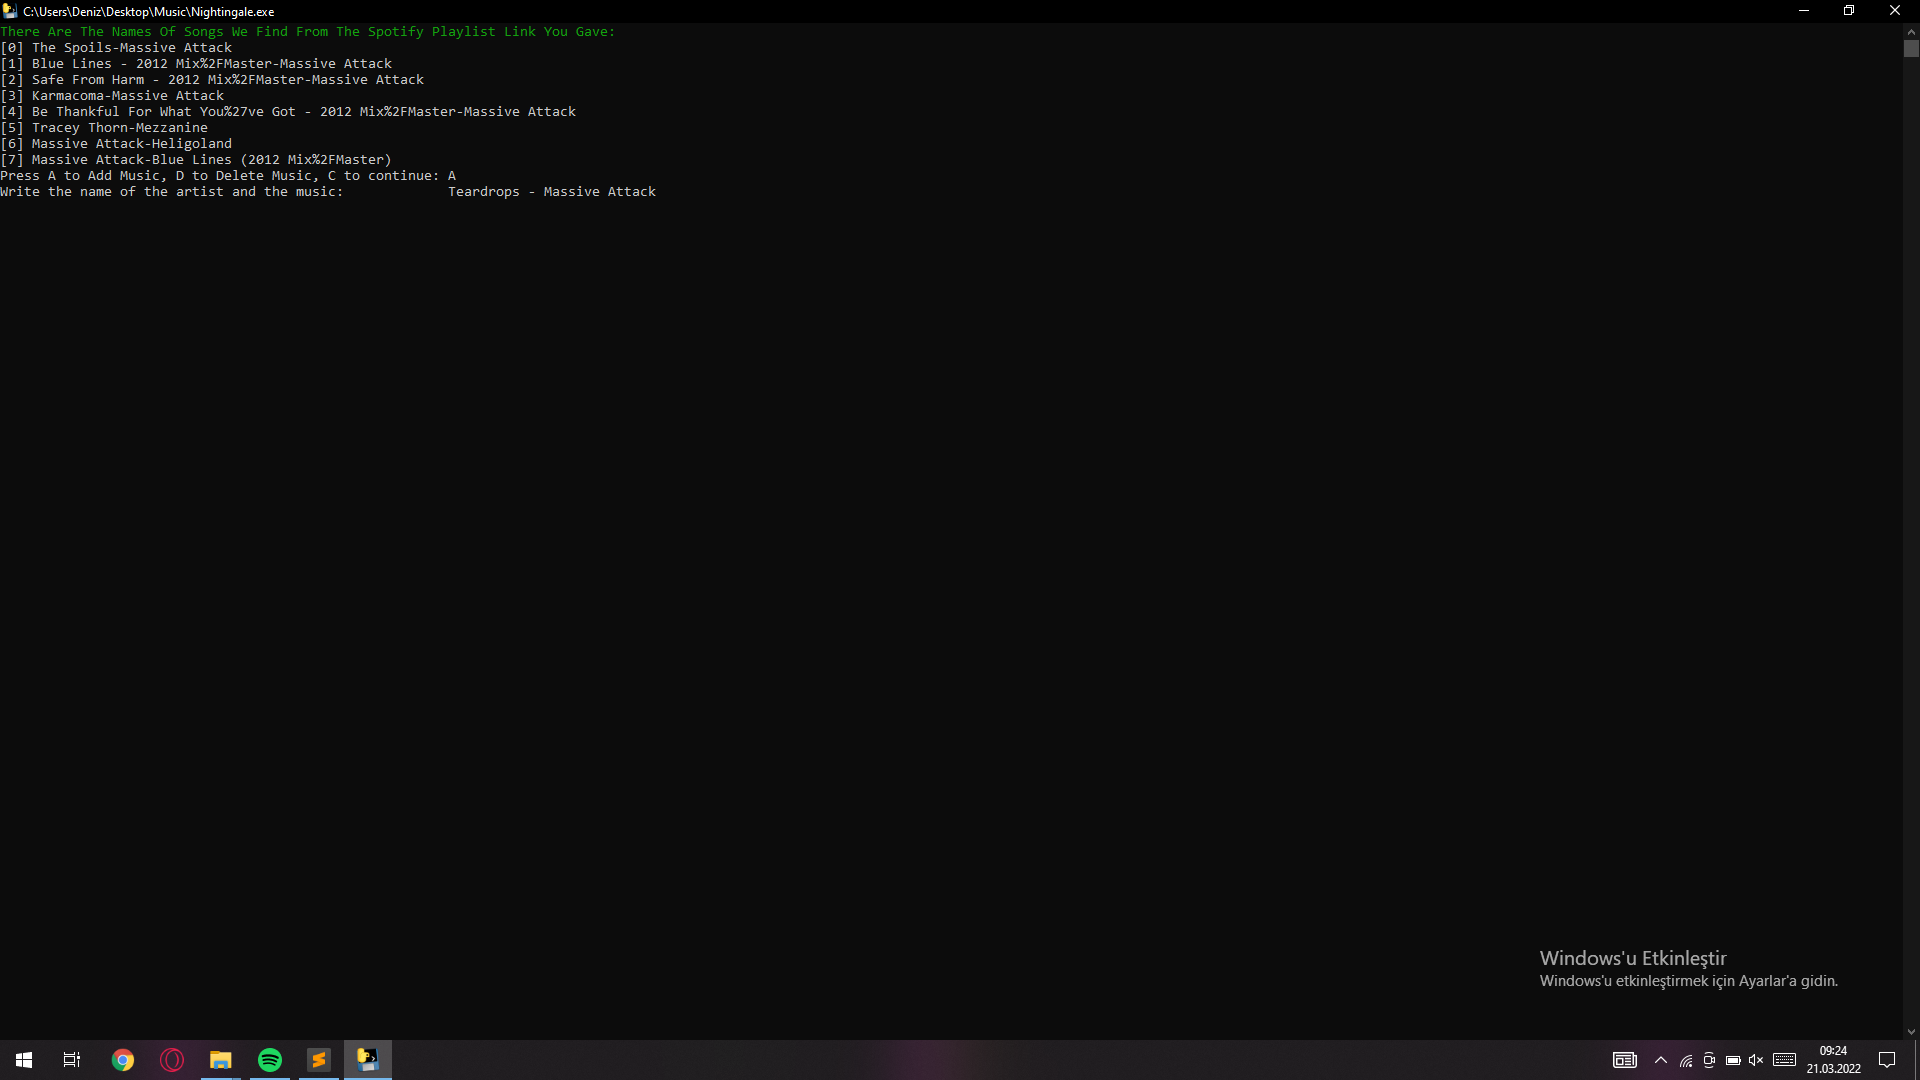 C:\Users\Deniz\Desktop\Music\Nightingale.exe
There Are The Names Of Songs We Find From The Spotify Playlist Link You Gave:
[0] The Spoils-Massive Attack
[1] Blue Lines - 2012 Mix%2FMaster-Massive Attack
[2] Safe From Harm - 2012 Mix%2FMaster-Massive Attack
[3] Karmacoma-Massive Attack
[4] Be Thankful For What You%27ve Got - 2012 Mix%2FMaster-Massive Attack
[5] Tracey Thorn-Mezzanine
[6] Massive Attack-Heligoland
[7] Massive Attack-Blue Lines (2012 Mix%2FMaster)
Press A to Add Music, D to Delete Music, C to continue: A
Write the name of the artist and the music:             Teardrops - Massive Attack
Windows'u Etkinleştir
Windows'u etkinleştirmek için Ayarlar'a gidin.
09:24
21.03.2022